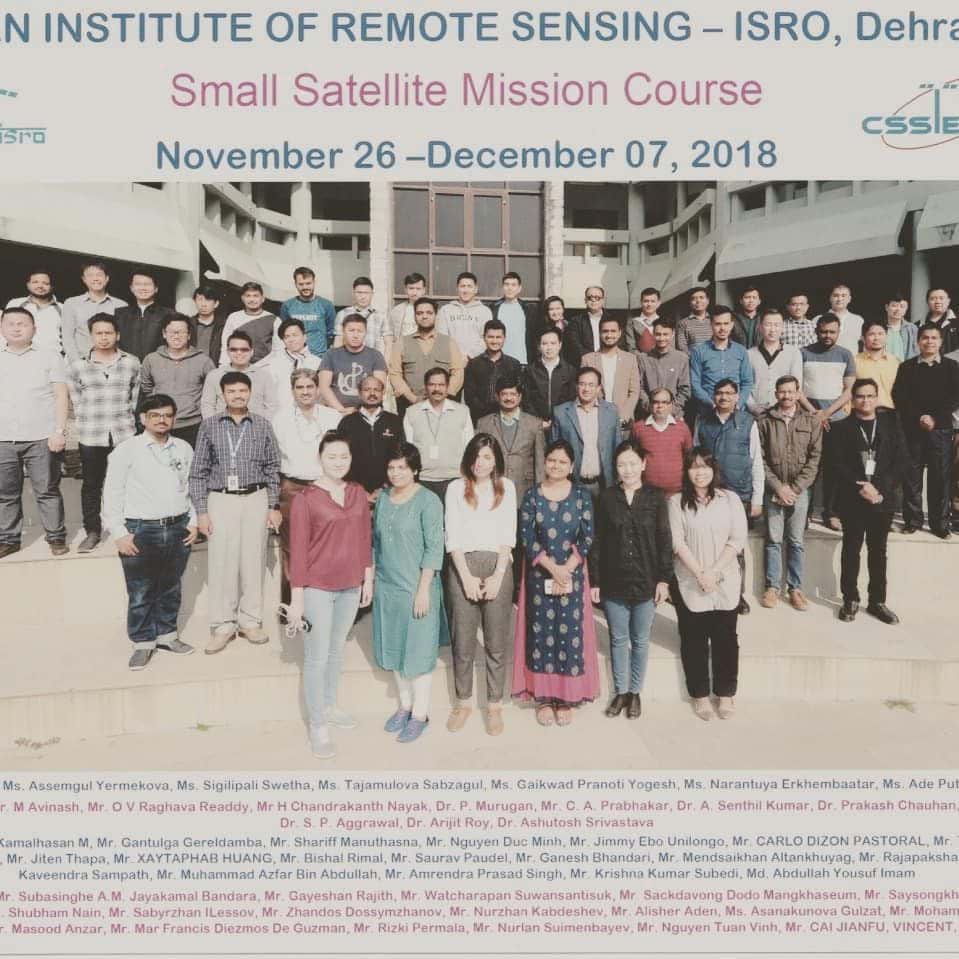 EN INSTITUTE OF REMOTE SENSING – ISRO, Dehra
Small Satellite Mission Course
isro
CSSTE
November 26 –December 07, 2018
Ms. Assemgul Yermekova, Ms. Sigilipali Swetha, Ms. Tajamulova Sabzagul, Ms. Gaikwad Pranoti Yogesh, Ms. Narantuya Erkhembaatar, Ms. Ade Put
r. M Avinash, Mr. O V Raghava Readdy, Mr H Chandrakanth Nayak, Dr. P. Murugan, Mr. C. A. Prabhakar, Dr. A. Senthil Kumar, Dr. Prakash Chauhan,
Dr. S. P. Aggrawal, Dr. Arijit Roy, Dr. Ashutosh Srivastava
Kamalhasan M, Mr. Gantulga Gereldamba, Mr. Shariff Manuthasna, Mr. Nguyen Duc Minh, Mr. Jimmy Ebo Unilongo, Mr. CARLO DIZON PASTORAL, Mr.
, Mr. Jiten Thapa, Mr. XAYTAPHAB HUANG, Mr. Bishal Rimal, Mr. Saurav Paudel, Mr. Ganesh Bhandari, Mr. Mendsaikhan Altankhuyag, Mr. Rajapaksha
Kaveendra Sampath, Mr. Muhammad Azfar Bin Abdullah, Mr. Amrendra Prasad Singh, Mr. Krishna Kumar Subedi, Md. Abdullah Yousuf Imam
Mr. Subasinghe A.M. Jayakamal Bandara, Mr. Gayeshan Rajith, Mr. Watcharapan Suwansantisuk, Mr. Sackdavong Dodo Mangkhaseum, Mr. Saysongkh
. Shubham Nain, Mr. Sabyrzhan ILessov, Mr. Zhandos Dossymzhanov, Mr. Nurzhan Kabdeshev, Mr. Alisher Aden, Ms. Asanakunova Gulzat, Mr. Moham
r. Masood Anzar, Mr. Mar Francis Diezmos De Guzman, Mr. Rizki Permala, Mr. Nurlan Suimenbayev, Mr. Nguyen Tuan Vinh, Mr. CAI JIANFU, VINCENT,